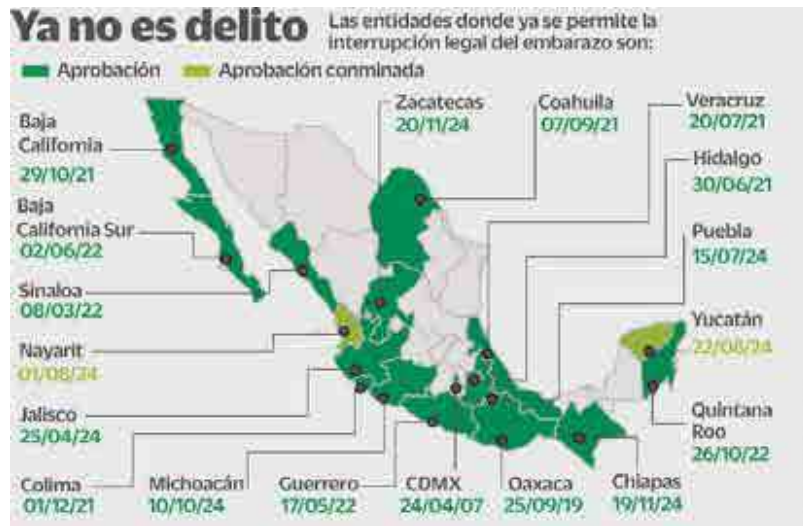 Ya no es delito
Las entidades donde ya se permite la
interrupción legal del embarazo son:
Aprobación
Aprobación conminada
Baja
California
29/10/21
Baja
California Sur
02/06/22
Sinaloa
08/03/22
Nayarit
01/08/24
Jalisco
25/04/24
Colima
01/12/21
Michoacán
10/10/24
Guerrero
17/05/22
CDMX
24/04/07
Oaxaca
25/09/19
Chiapas
19/11/24
Zacatecas
20/11/24
Coahuila
07/09/21
Veracruz
20/07/21
Hidalgo
30/06/21
Puebla
15/07/24
Yucatán
22/08/24
Quintana
Roo
26/10/22